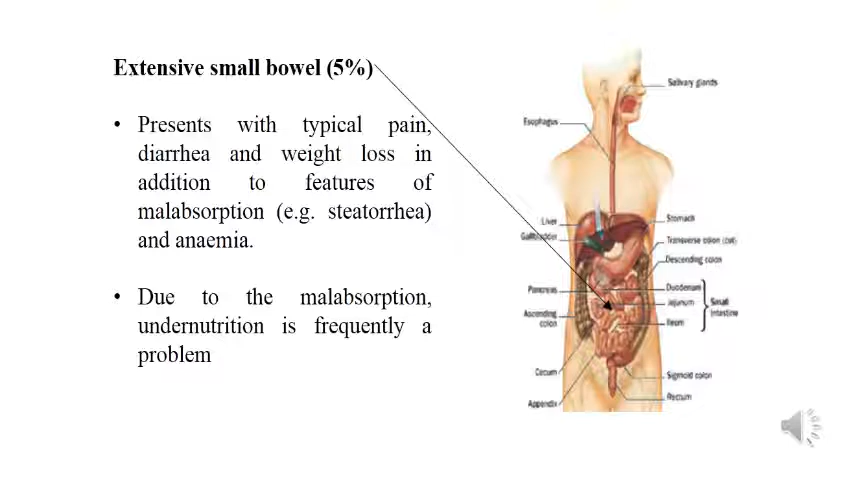 Extensive small bowel (5%)
• Presents with typical pain,
diarrhea and weight loss in
addition to features of
malabsorption (e.g. steatorrhea)
and anaemia.
• Due to the malabsorption,
undernutrition is frequently a
problem
Salivary glands
Esophagus
Liver
Stomach
Gallbladder
Transverse colon (cut)
Descending colon
Pancreas
Duodenum
Jejunum
Small
intestine
Ascending
colon
Ileum
Cecum
Sigmoid colon
Appendix
Rectum